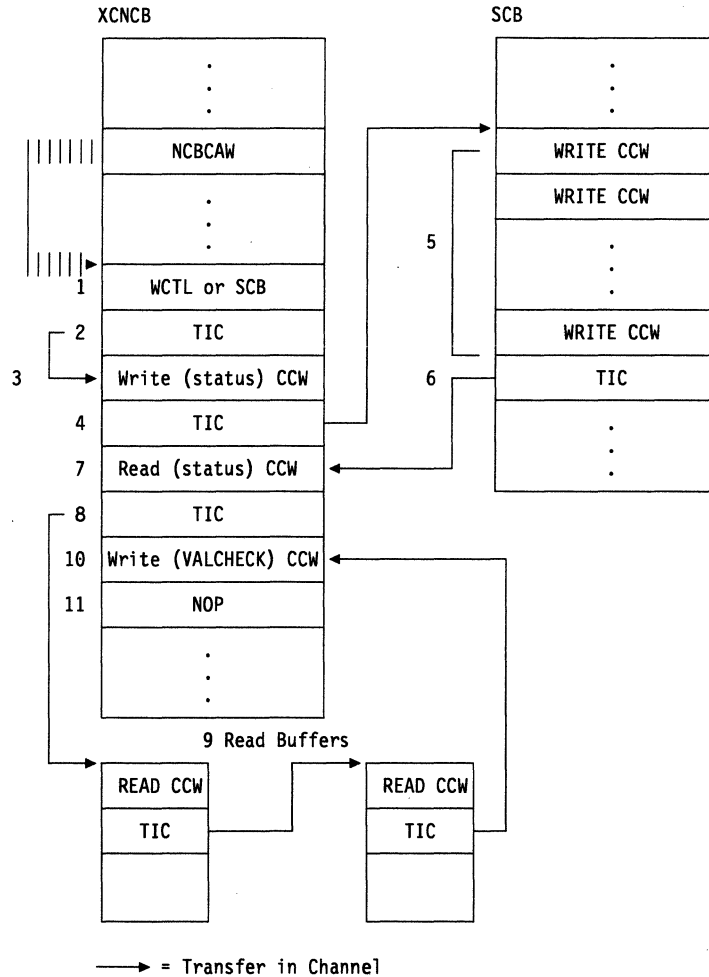 XCNCB SCB
NCBCAW WRITE CCW
WRITE CCW
5
1 WCTL or SCB
2 TIC WRITE CCW
3 Write (status) CCW 6 TIC
4 TIC
7 Read (status) CCW
8 TIC
10 Write (VALCHECK) CCW
11 NOP
9 Read Buffers
READ CCW READ CCW
TIC TIC
= Transfer in Channel